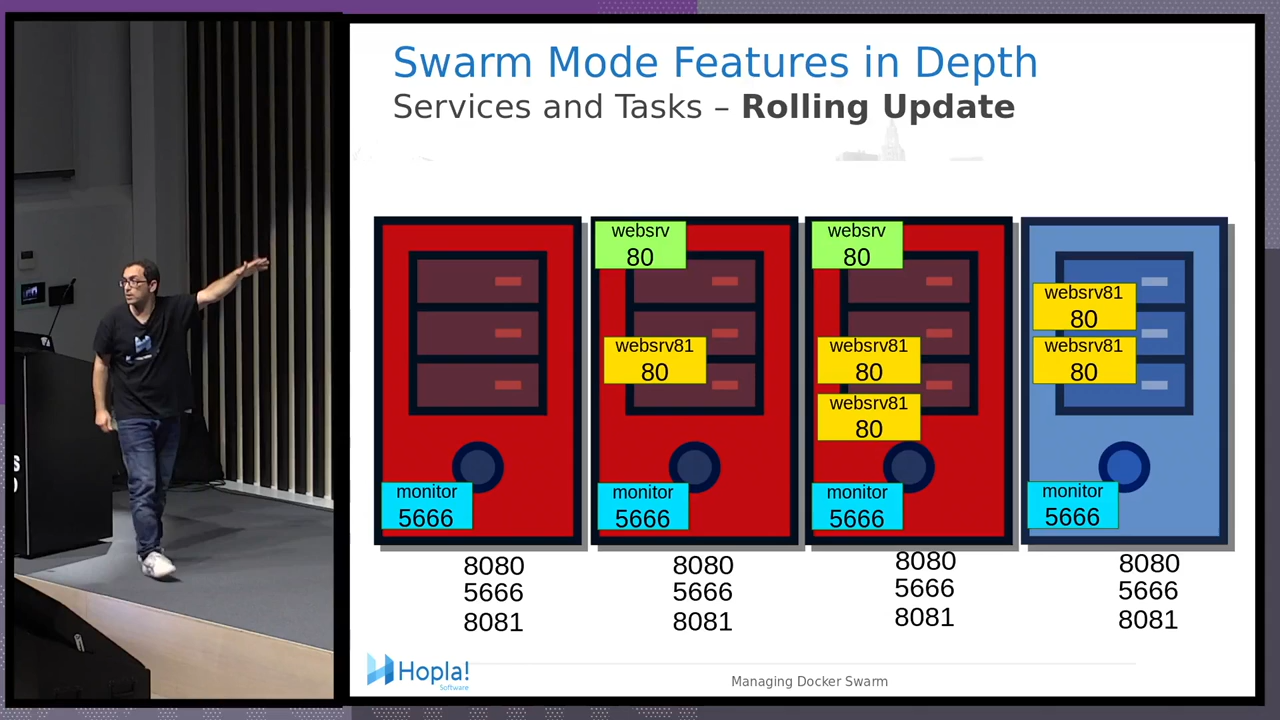 Swarm Mode Features in Depth
Services and Tasks – Rolling Update
websrv
80
websrv81
80
websrv
80
websrv81
80
websrv81
80
websrv81
80
websrv81
80
monitor
5666
monitor
5666
monitor
5666
monitor
5666
8080
5666
8081
8080
5666
8081
8080
5666
8081
8080
5666
8081
Hopla!
Software
Managing Docker Swarm